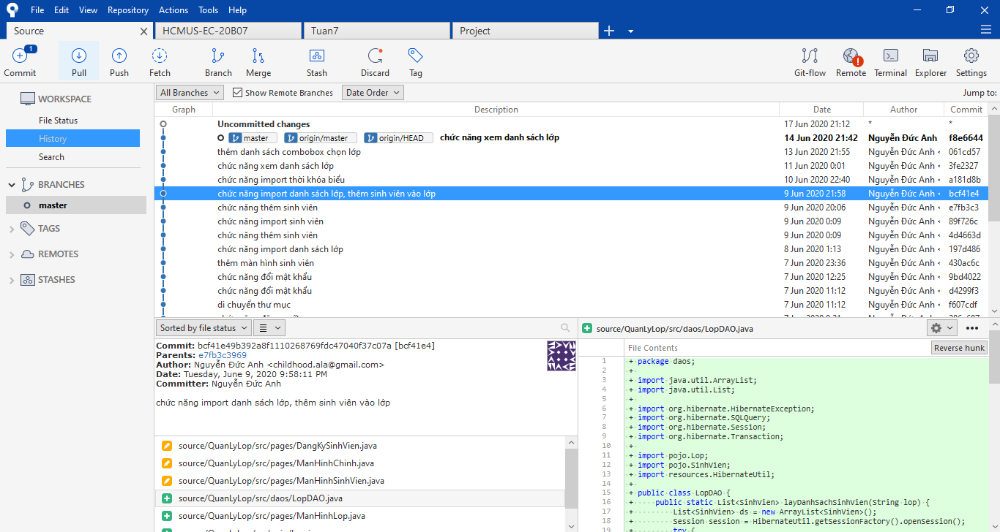 File Edit View Repository Actions Tools Help
Source HCMUS-EC-20B07 Tuan7 Project
1
Commit Pull Push Fetch Branch Merge Stash Discard Tag Git-flow Remote Terminal Explorer Settings
WORKSPACE
File Status
History
Search
BRANCHES
master
TAGS
REMOTES
STASHES
All Branches Show Remote Branches Date Order Jump to:
Graph Description Date Author Commit
Uncommitted changes 17 Jun 2020 21:12 * *
master origin/master origin/HEAD chức năng xem danh sách lớp 14 Jun 2020 21:42 Nguyễn Đức Anh f8e6644
thêm danh sách combobox chọn lớp 13 Jun 2020 21:55 Nguyễn Đức Anh < 061cd57
chức năng xem danh sách lớp 11 Jun 2020 0:01 Nguyễn Đức Anh < 3fe2327
chức năng import thời khóa biểu 10 Jun 2020 22:40 Nguyễn Đức Anh < a181d8b
chức năng import danh sách lớp, thêm sinh viên vào lớp 9 Jun 2020 21:58 Nguyễn Đức Anh < bcf41e4
chức năng thêm sinh viên 9 Jun 2020 20:06 Nguyễn Đức Anh < e7fb3c3
chức năng import sinh viên 9 Jun 2020 0:09 Nguyễn Đức Anh < 89f726c
chức năng thêm sinh viên 9 Jun 2020 0:09 Nguyễn Đức Anh < 4d4663d
chức năng import danh sách lớp 8 Jun 2020 1:13 Nguyễn Đức Anh < 197d486
thêm màn hình sinh viên 7 Jun 2020 23:36 Nguyễn Đức Anh < 430ac6c
chức năng đổi mật khẩu 7 Jun 2020 12:25 Nguyễn Đức Anh < 9bd4022
chức năng đổi mật khẩu 7 Jun 2020 11:12 Nguyễn Đức Anh < d4299f3
di chuyển thư mục 7 Jun 2020 11:12 Nguyễn Đức Anh < f607cdf
Sorted by file status
Commit: bcf41e49b392a8f1110268769fdc47040f37c07a [bcf41e4]
Parents: e7fb3c3969
Author: Nguyễn Đức Anh <childhood.ala@gmail.com>
Date: Tuesday, June 9, 2020 9:58:11 PM
Committer: Nguyễn Đức Anh
chức năng import danh sách lớp, thêm sinh viên vào lớp
source/QuanLyLop/src/pages/DangKySinhVien.java
source/QuanLyLop/src/pages/ManHinhChinh.java
source/QuanLyLop/src/pages/ManHinhSinhVien.java
source/QuanLyLop/src/daos/LopDAO.java
source/QuanLyLop/src/pages/ManHinhLop.java
source/QuanLyLop/src/daos/LopDAO.java
File Contents Reverse hunk
1 + package daos;
2 +
3 + import java.util.ArrayList;
4 + import java.util.List;
5 +
6 + import org.hibernate.HibernateException;
7 + import org.hibernate.SQLQuery;
8 + import org.hibernate.Session;
9 + import org.hibernate.Transaction;
10 +
11 + import pojo.Lop;
12 + import pojo.SinhVien;
13 + import resources.HibernateUtil;
14 +
15 + public class LopDAO {
16 + public static List<SinhVien> layDanhSachSinhVien(String lop) {
17 + List<SinhVien> ds = new ArrayList<SinhVien>();
18 + Session session = HibernateUtil.getSessionFactory().openSession();
19 + try {